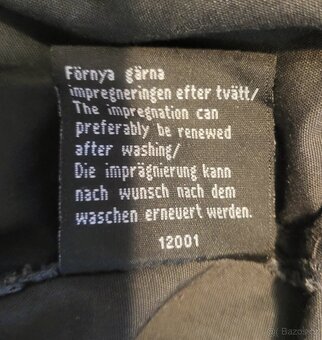 Förnya gärna
impregneringen efter tvätt/
The impregnation can
preferably be renewed
after washing/
Die imprägnierung kann
nach wunsch nach dem
waschen erneuert werden.
12001